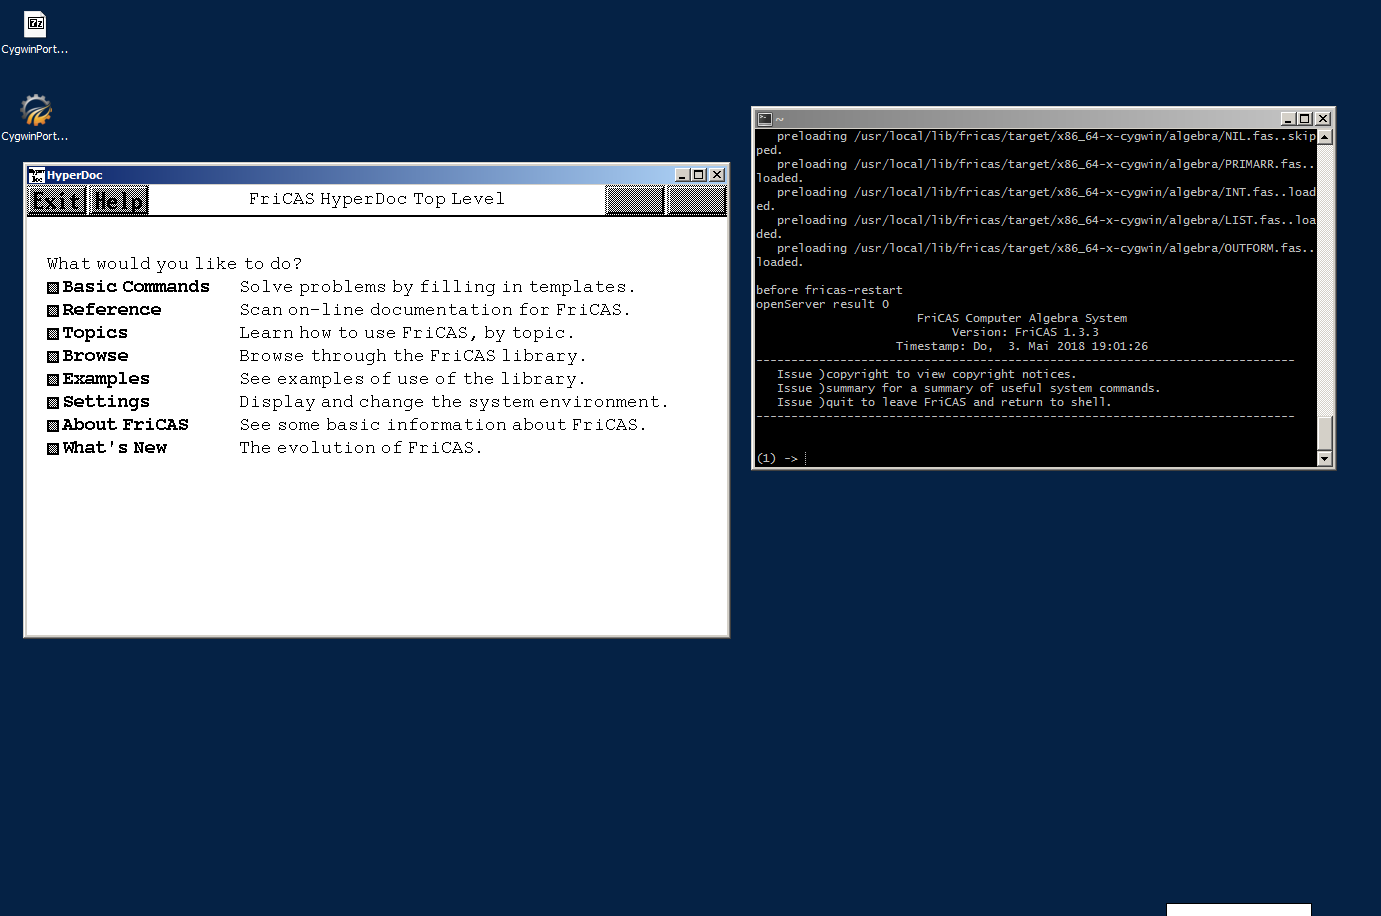 7z
CygwinPort...
CygwinPort...
HyperDoc
Exit Help FriCAS HyperDoc Top Level
What would you like to do?
Basic Commands Solve problems by filling in templates.
Reference Scan on-line documentation for FriCAS.
Topics Learn how to use FriCAS, by topic.
Browse Browse through the FriCAS library.
Examples See examples of use of the library.
Settings Display and change the system environment.
About FriCAS See some basic information about FriCAS.
What's New The evolution of FriCAS.
~
preloading /usr/local/lib/fricas/target/x86_64-x-cygwin/algebra/NIL.fas..skip
ped.
preloading /usr/local/lib/fricas/target/x86_64-x-cygwin/algebra/PRIMARR.fas..
loaded.
preloading /usr/local/lib/fricas/target/x86_64-x-cygwin/algebra/INT.fas..load
ed.
preloading /usr/local/lib/fricas/target/x86_64-x-cygwin/algebra/LIST.fas..loa
ded.
preloading /usr/local/lib/fricas/target/x86_64-x-cygwin/algebra/OUTFORM.fas..
loaded.
before fricas-restart
openServer result 0
FriCAS Computer Algebra System
Version: FriCAS 1.3.3
Timestamp: Do, 3. Mai 2018 19:01:26
-----------------------------------------------------------------------------
Issue )copyright to view copyright notices.
Issue )summary for a summary of useful system commands.
Issue )quit to leave FriCAS and return to shell.
-----------------------------------------------------------------------------
(1) ->